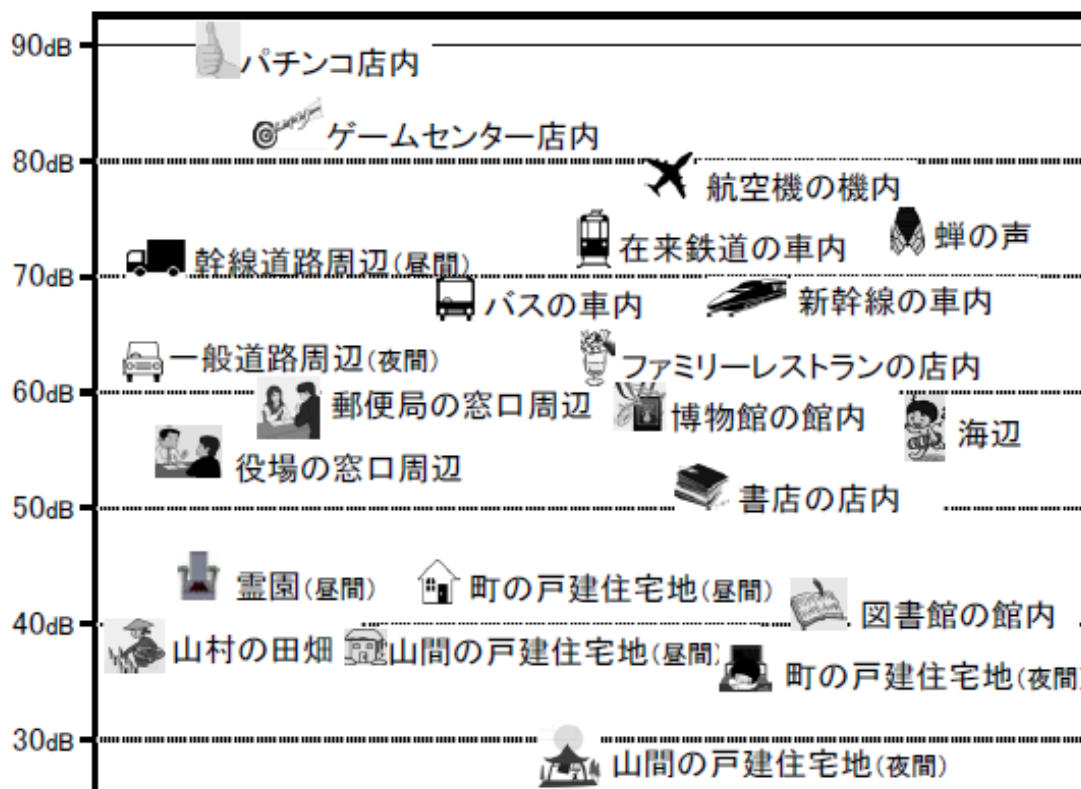 90dB
パチンコ店内
ゲームセンター店内
80dB
航空機の機内
蝉の声
在来鉄道の車内
幹線道路周辺(昼間)
70dB
バスの車内
新幹線の車内
一般道路周辺(夜間)
ファミリーレストランの店内
60dB
郵便局の窓口周辺
博物館の館内
海辺
役場の窓口周辺
書店の店内
50dB
霊園(昼間)
町の戸建住宅地(昼間)
図書館の館内
40dB
山村の田畑
山間の戸建住宅地(昼間)
町の戸建住宅地(夜間)
30dB
山間の戸建住宅地(夜間)